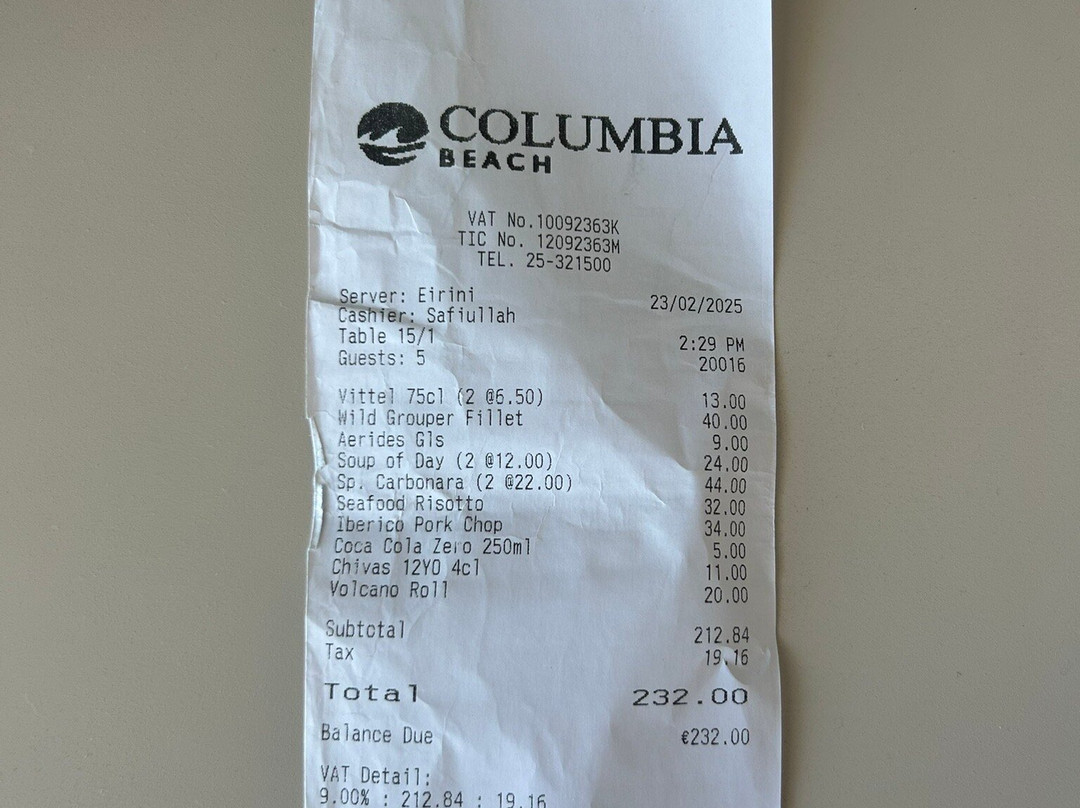 COLUMBIA
BEACH
VAT No.10092363K
TIC No. 12092363M
TEL. 25-321500
Server: Eirini 23/02/2025
Cashier: Safiullah
Table 15/1 2:29 PM
Guests: 5 20016
Vittel 75cl (2 @6.50) 13.00
Wild Grouper Fillet 40.00
Aerides Gls 9.00
Soup of Day (2 @12.00) 24.00
Sp. Carbonara (2 @22.00) 44.00
Seafood Risotto 32.00
Iberico Pork Chop 34.00
Coca Cola Zero 250ml 5.00
Chivas 12YO 4cl 11.00
Volcano Roll 20.00
Subtotal 212.84
Tax 19.16
Total 232.00
Balance Due €232.00
VAT Detail:
9.00% : 212.84 : 19.16